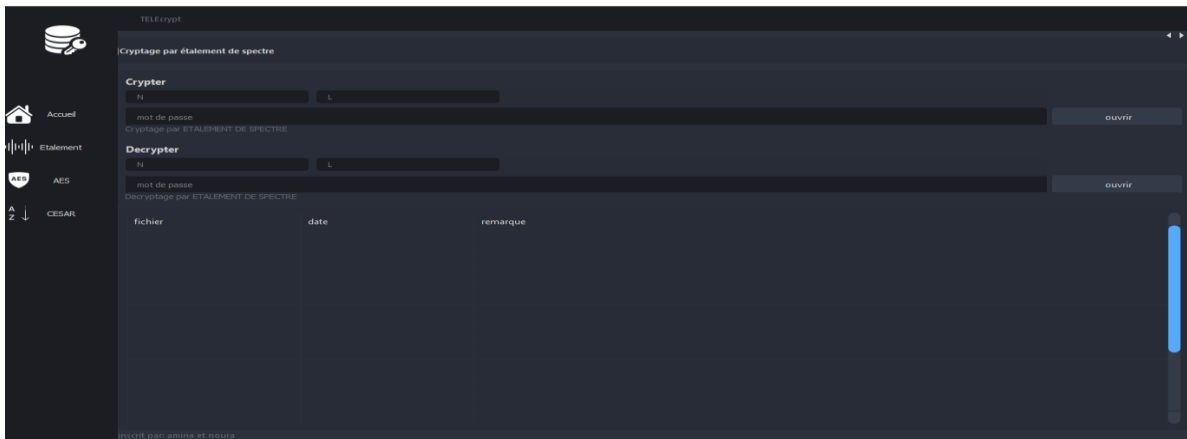 TELEcrypt
Cryptage par étalement de spectre
Crypter
N L
mot de passe ouvrir
Cryptage par ETALEMENT DE SPECTRE
Decrypter
N L
mot de passe ouvrir
Decryptage par ETALEMENT DE SPECTRE
fichier date remarque
Accueil
Etalement
AES AES
A Z CESAR
inscrit par: amina et noura